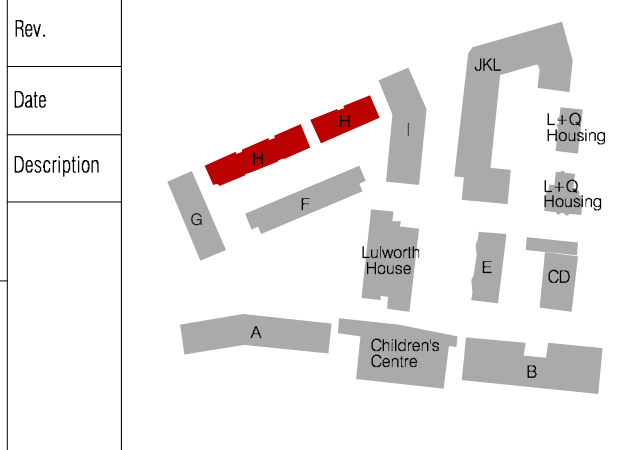 Rev.
Date
Description
JKL
H
H
I
L+Q
Housing
L+Q
Housing
G
F
Lulworth
House
E
CD
A
Children's
Centre
B